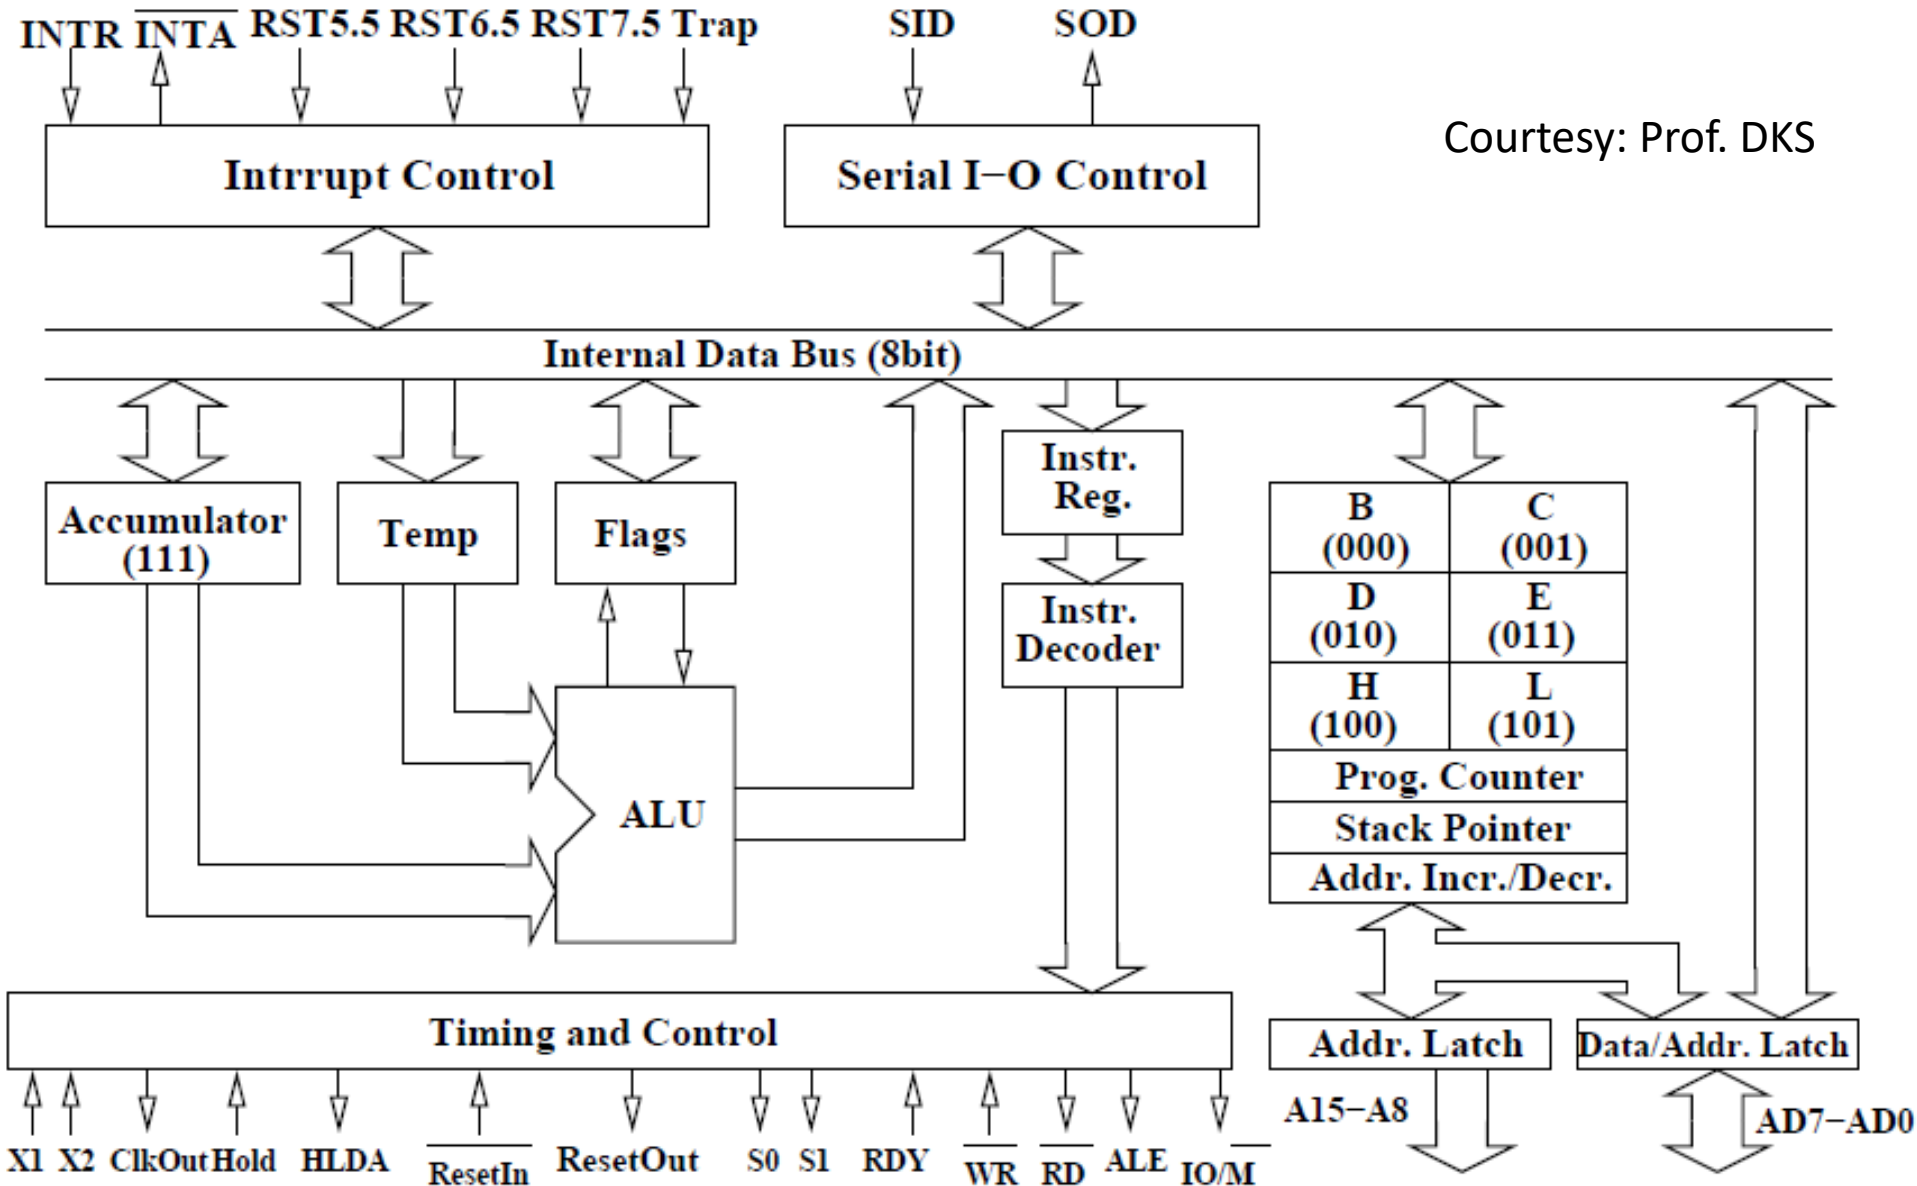 INTR INTA RST5.5 RST6.5 RST7.5 Trap
SID
SOD
Courtesy: Prof. DKS
Intrrupt Control
Serial I−O Control
Internal Data Bus (8bit)
Accumulator
(111)
Temp
Flags
Instr.
Reg.
Instr.
Decoder
B
(000)
C
(001)
D
(010)
E
(011)
H
(100)
L
(101)
Prog. Counter
Stack Pointer
Addr. Incr./Decr.
ALU
Timing and Control
Addr. Latch
Data/Addr. Latch
A15−A8
AD7−AD0
X1 X2 ClkOut Hold HLDA ResetIn ResetOut S0 S1 RDY WR RD ALE IO/M